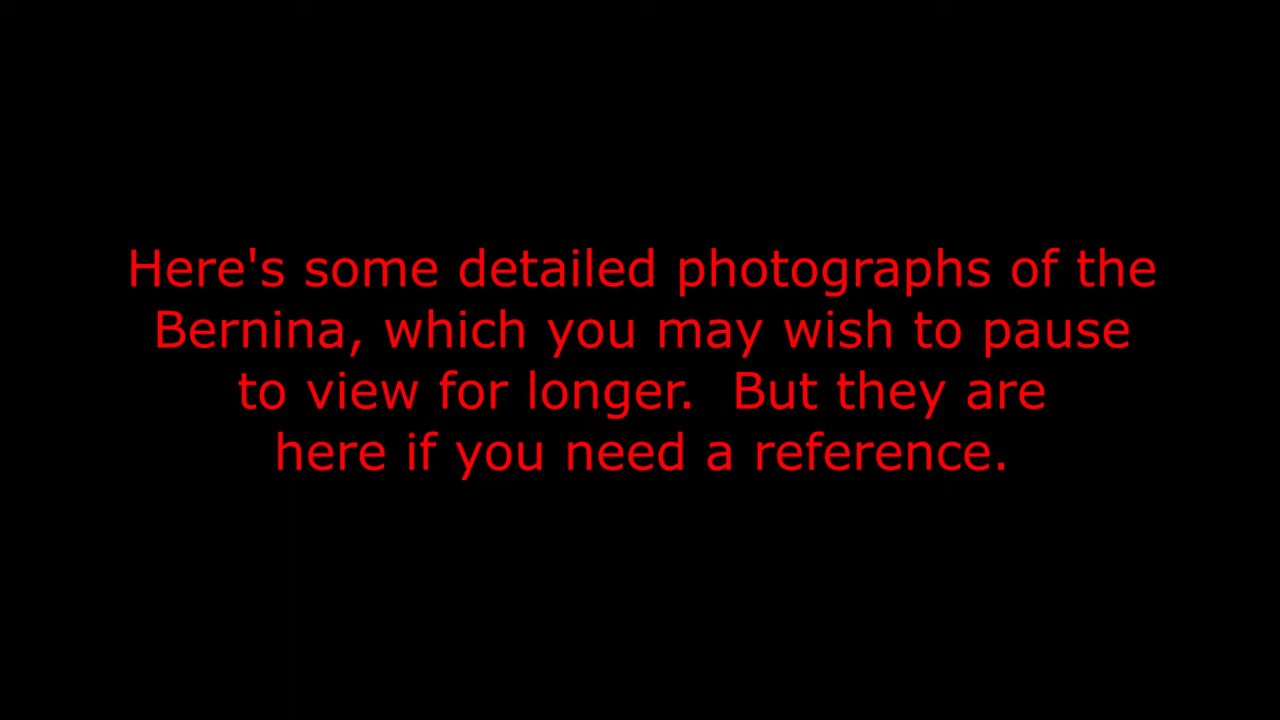 Here's some detailed photographs of the
Bernina, which you may wish to pause
to view for longer.  But they are
here if you need a reference.